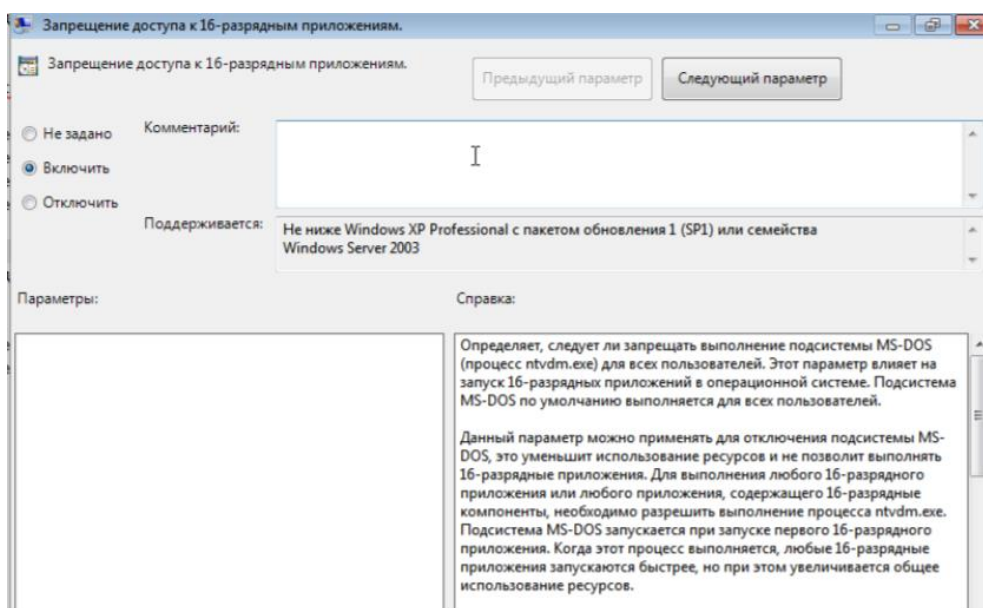 Запрещение доступа к 16-разрядным приложениям.
Запрещение доступа к 16-разрядным приложениям.
Предыдущий параметр
Следующий параметр
Не задано
Комментарий:
Включить
Отключить
Поддерживается:
Не ниже Windows XP Professional с пакетом обновления 1 (SP1) или семейства
Windows Server 2003
Параметры:
Справка:
Определяет, следует ли запрещать выполнение подсистемы MS-DOS
(процесс ntvdm.exe) для всех пользователей. Этот параметр влияет на
запуск 16-разрядных приложений в операционной системе. Подсистема
MS-DOS по умолчанию выполняется для всех пользователей.
Данный параметр можно применять для отключения подсистемы MS-
DOS, это уменьшит использование ресурсов и не позволит выполнять
16-разрядные приложения. Для выполнения любого 16-разрядного
приложения или любого приложения, содержащего 16-разрядные
компоненты, необходимо разрешить выполнение процесса ntvdm.exe.
Подсистема MS-DOS запускается при запуске первого 16-разрядного
приложения. Когда этот процесс выполняется, любые 16-разрядные
приложения запускаются быстрее, но при этом увеличивается общее
использование ресурсов.